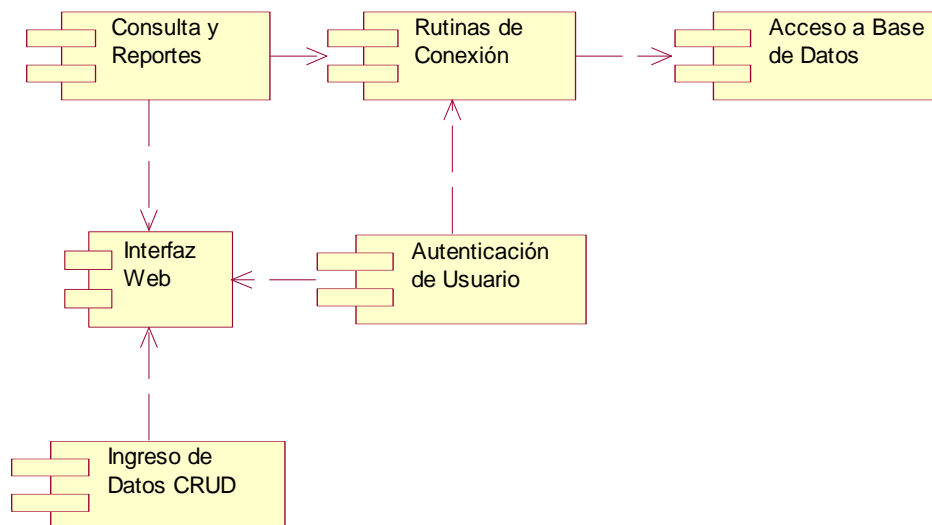 Consulta y
Reportes
Rutinas de
Conexión
Acceso a Base
de Datos
Interfaz
Web
Autenticación
de Usuario
Ingreso de
Datos CRUD